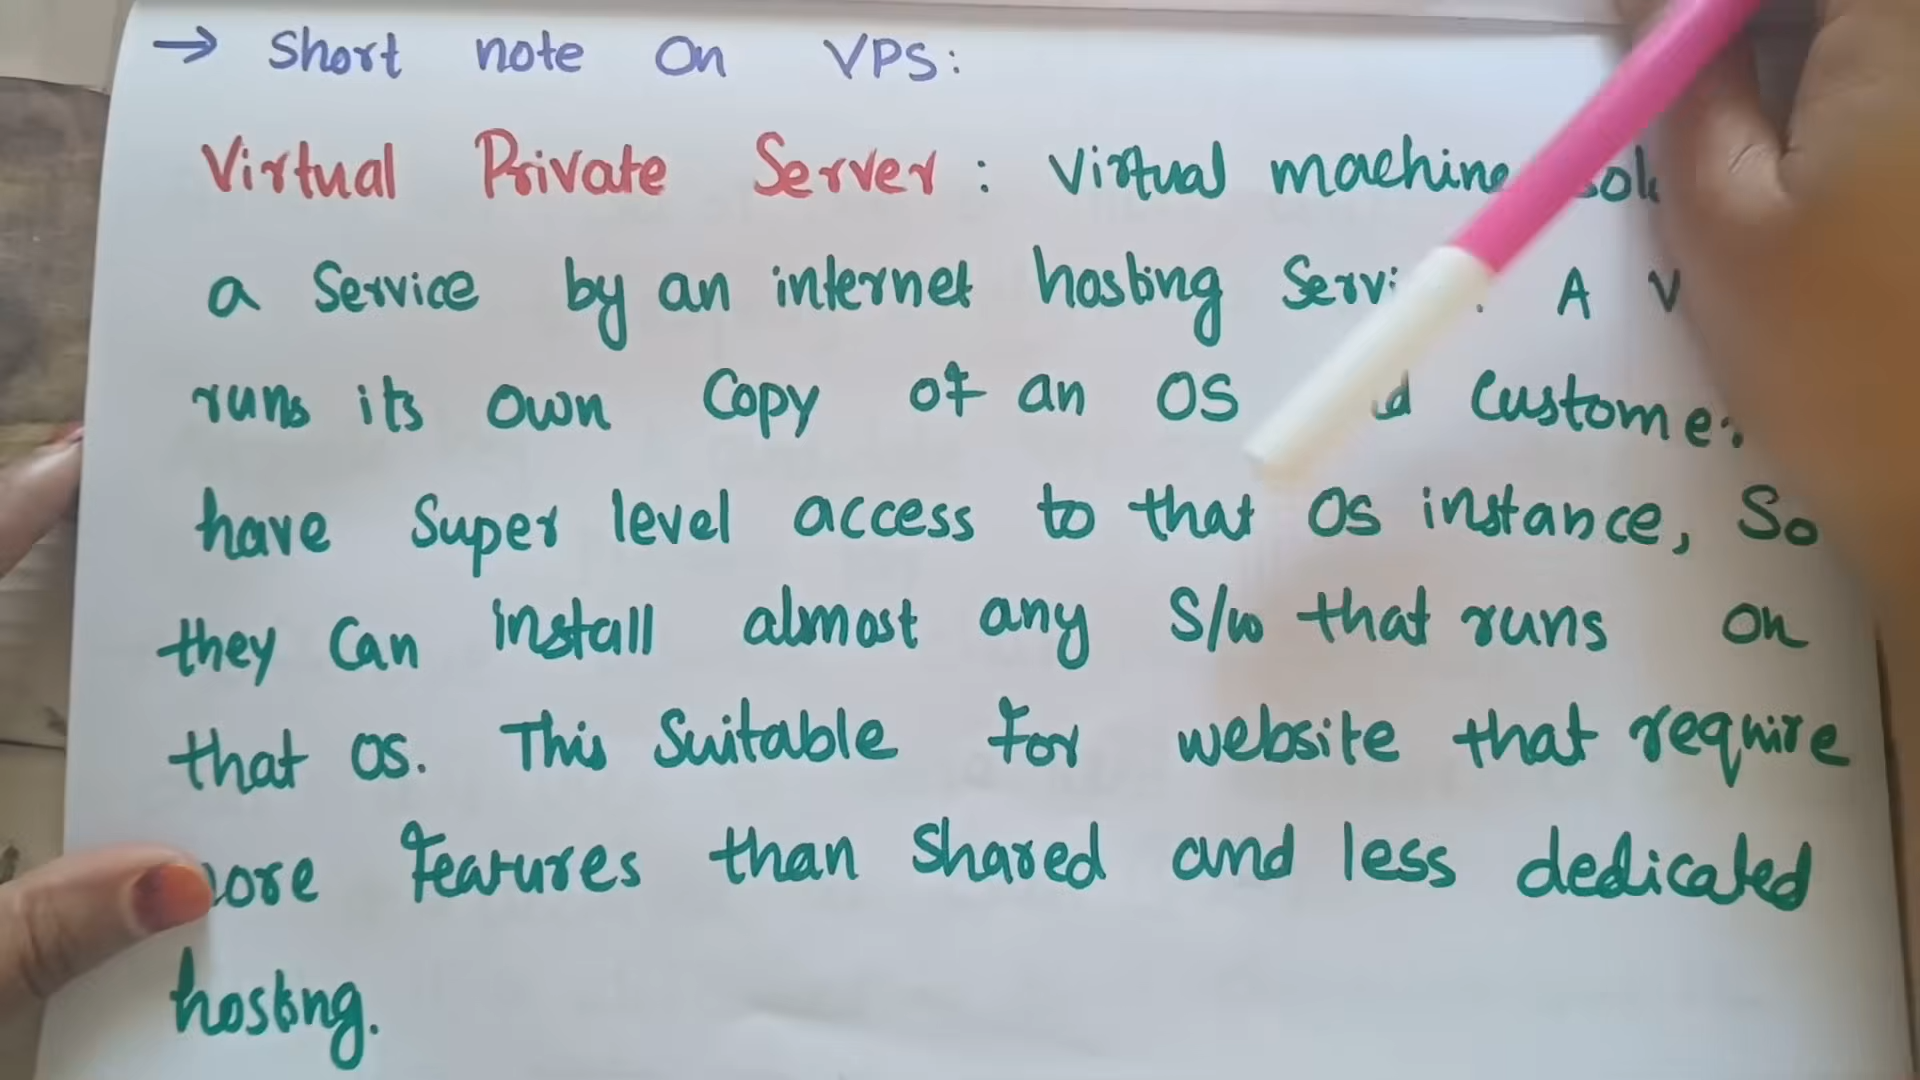 → Short note On VPS:
Virtual Private Server : Virtual machine
a Service by an internet hosting A
runs its own Copy of an OS Customer
have Super level access to that Os instance, So
they Can install almost any S/w that runs on
that os. This Suitable for website that require
features than Shared and less dedicated
hosting.